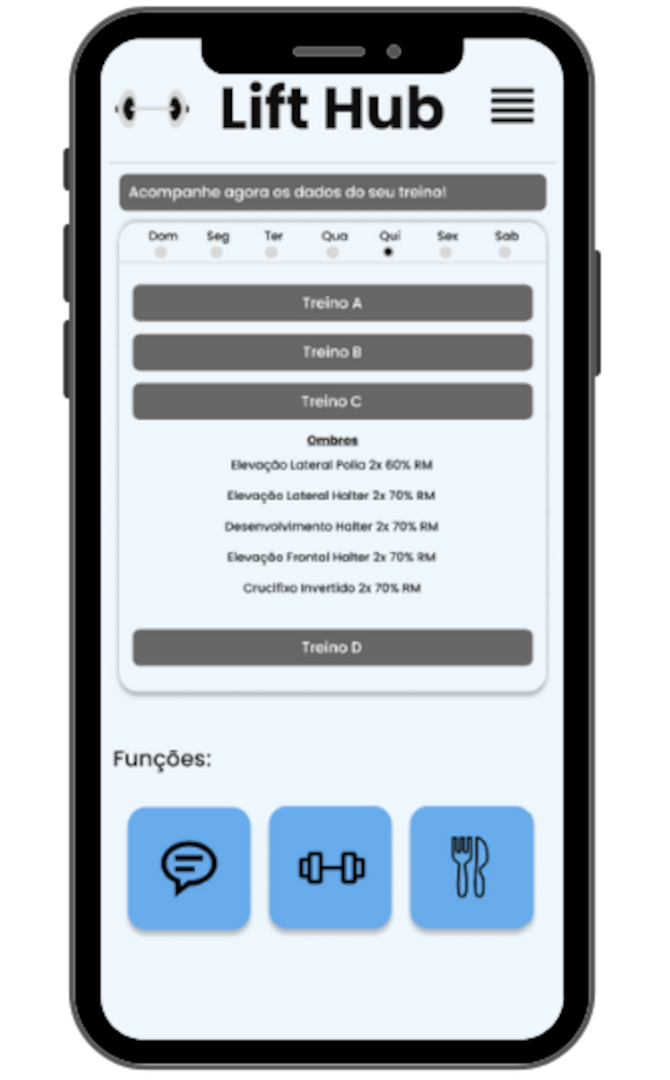 Lift Hub
Acompanhe agora os dados do seu treino!
Dom Seg Ter Qua Qui Sex Sab
Treino A
Treino B
Treino C
Ombros
Elevação Lateral Polia 2x 60% RM
Elevação Lateral Halter 2x 70% RM
Desenvolvimento Halter 2x 70% RM
Elevação Frontal Halter 2x 70% RM
Crucifixo Invertido 2x 70% RM
Treino D
Funções: